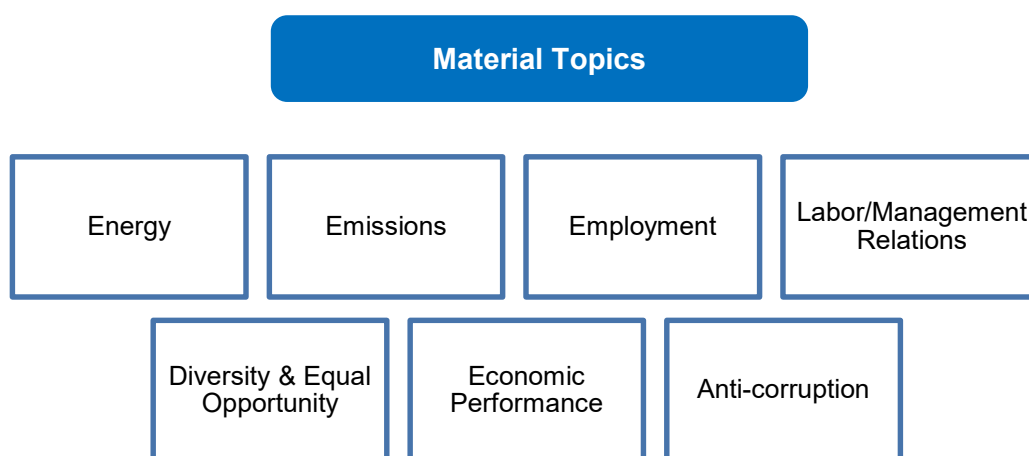 Material Topics
Energy
Emissions
Employment
Labor/Management
Relations
Diversity & Equal
Opportunity
Economic
Performance
Anti-corruption